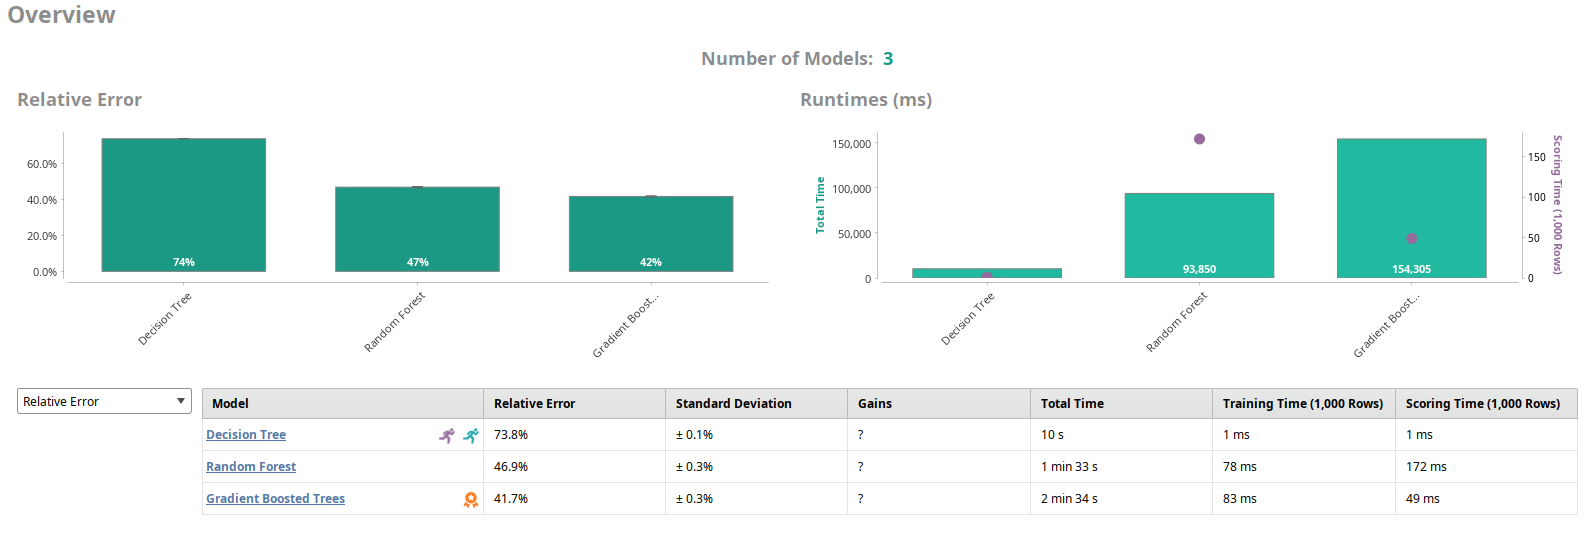 Overview
Number of Models: 3
Relative Error
60.0%
40.0%
20.0%
0.0%
74%
47%
42%
Decision Tree
Random Forest
Gradient Boost...
Runtimes (ms)
Total Time
150,000
100,000
50,000
0
93,850
154,305
150
100
50
0
Scoring Time (1,000 Rows)
Decision Tree
Random Forest
Gradient Boost...
Relative Error
Model Relative Error Standard Deviation Gains Total Time Training Time (1,000 Rows) Scoring Time (1,000 Rows)
Decision Tree 73.8% ± 0.1% ? 10 s 1 ms 1 ms
Random Forest 46.9% ± 0.3% ? 1 min 33 s 78 ms 172 ms
Gradient Boosted Trees 41.7% ± 0.3% ? 2 min 34 s 83 ms 49 ms